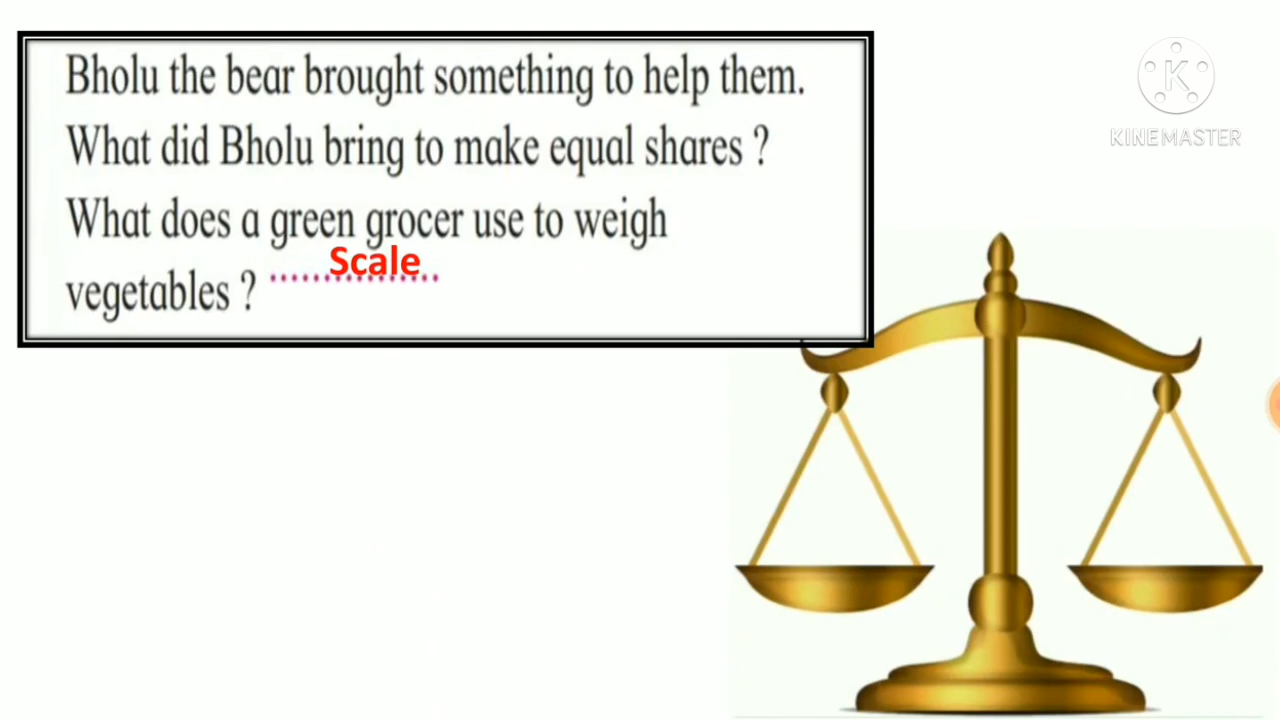 Bholu the bear brought something to help them.
What did Bholu bring to make equal shares ?
What does a green grocer use to weigh
vegetables ? ................ Scale
K
KINEMASTER